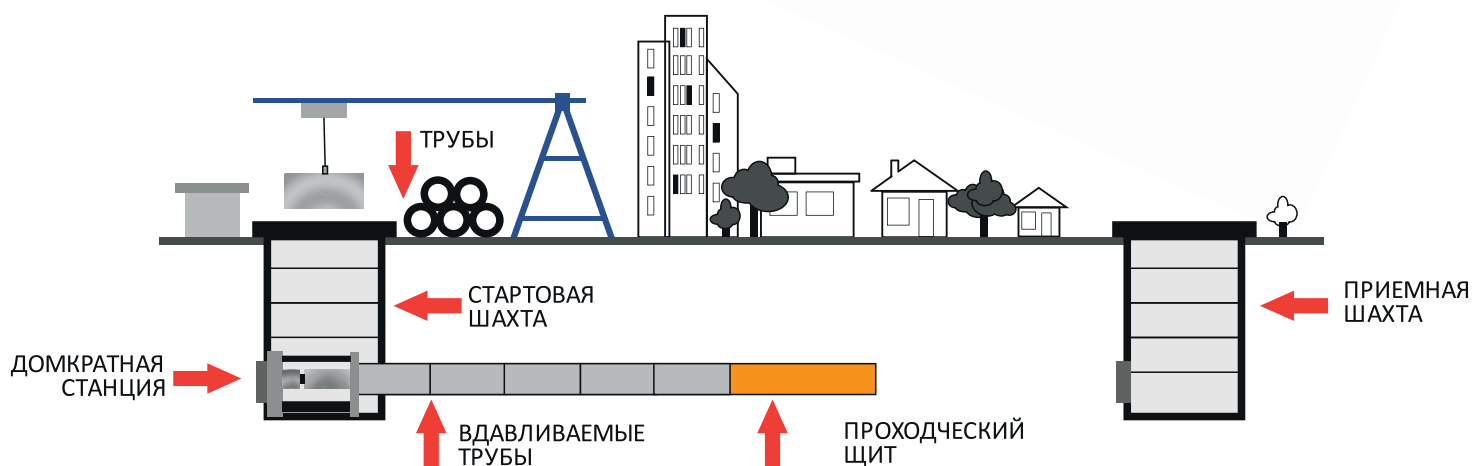 ТРУБЫ
СТАРТОВАЯ
ШАХТА
ПРИЕМНАЯ
ШАХТА
ДОМКРАТНАЯ
СТАНЦИЯ
ВДАВЛИВАЕМЫЕ
ТРУБЫ
ПРОХОДЧЕСКИЙ
ЩИТ